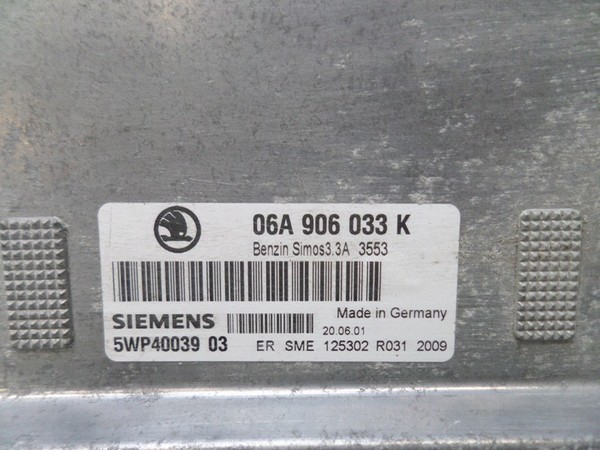 06A 906 033 K
Benzin Simos3.3A 3553
SIEMENS
Made in Germany
20.06.01
5WP40039 03 ER SME 125302 R031 2009